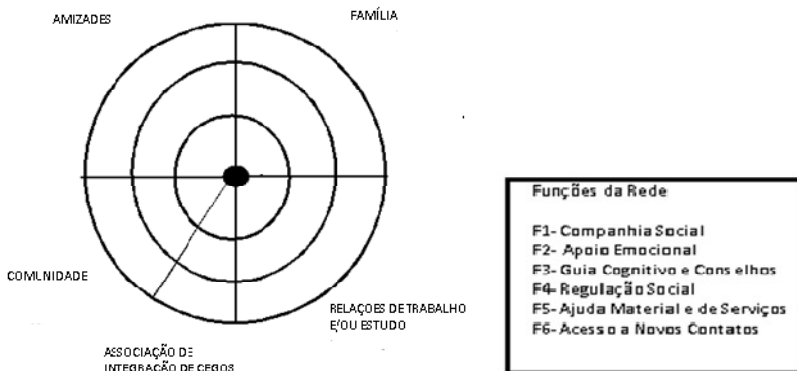 AMIZADES
FAMÍLIA
COMUNIDADE
RELAÇOES DE TRABALHO
E/OU ESTUDO
ASSOCIAÇÃO DE
INTEGRAÇÃO DE CEGOS
Funções da Rede
F1- Companhia Social
F2- Apoio Emocional
F3- Guia Cognitivo e Conselhos
F4- Regulação Social
F5- Ajuda Material e de Serviços
F6- Acesso a Novos Contatos